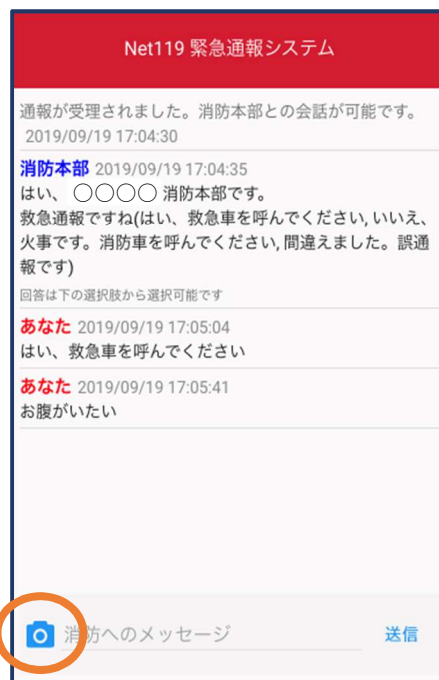 Net119 緊急通報システム
通報が受理されました。消防本部との会話が可能です。
2019/09/19 17:04:30
消防本部 2019/09/19 17:04:35
はい、 〇〇〇〇 消防本部です。
救急通報ですね(はい、救急車を呼んでください, いいえ、
火事です。消防車を呼んでください, 間違えました。誤通
報です)
回答は下の選択肢から選択可能です
あなた 2019/09/19 17:05:04
はい、救急車を呼んでください
あなた 2019/09/19 17:05:41
お腹がいたい
消防へのメッセージ 送信